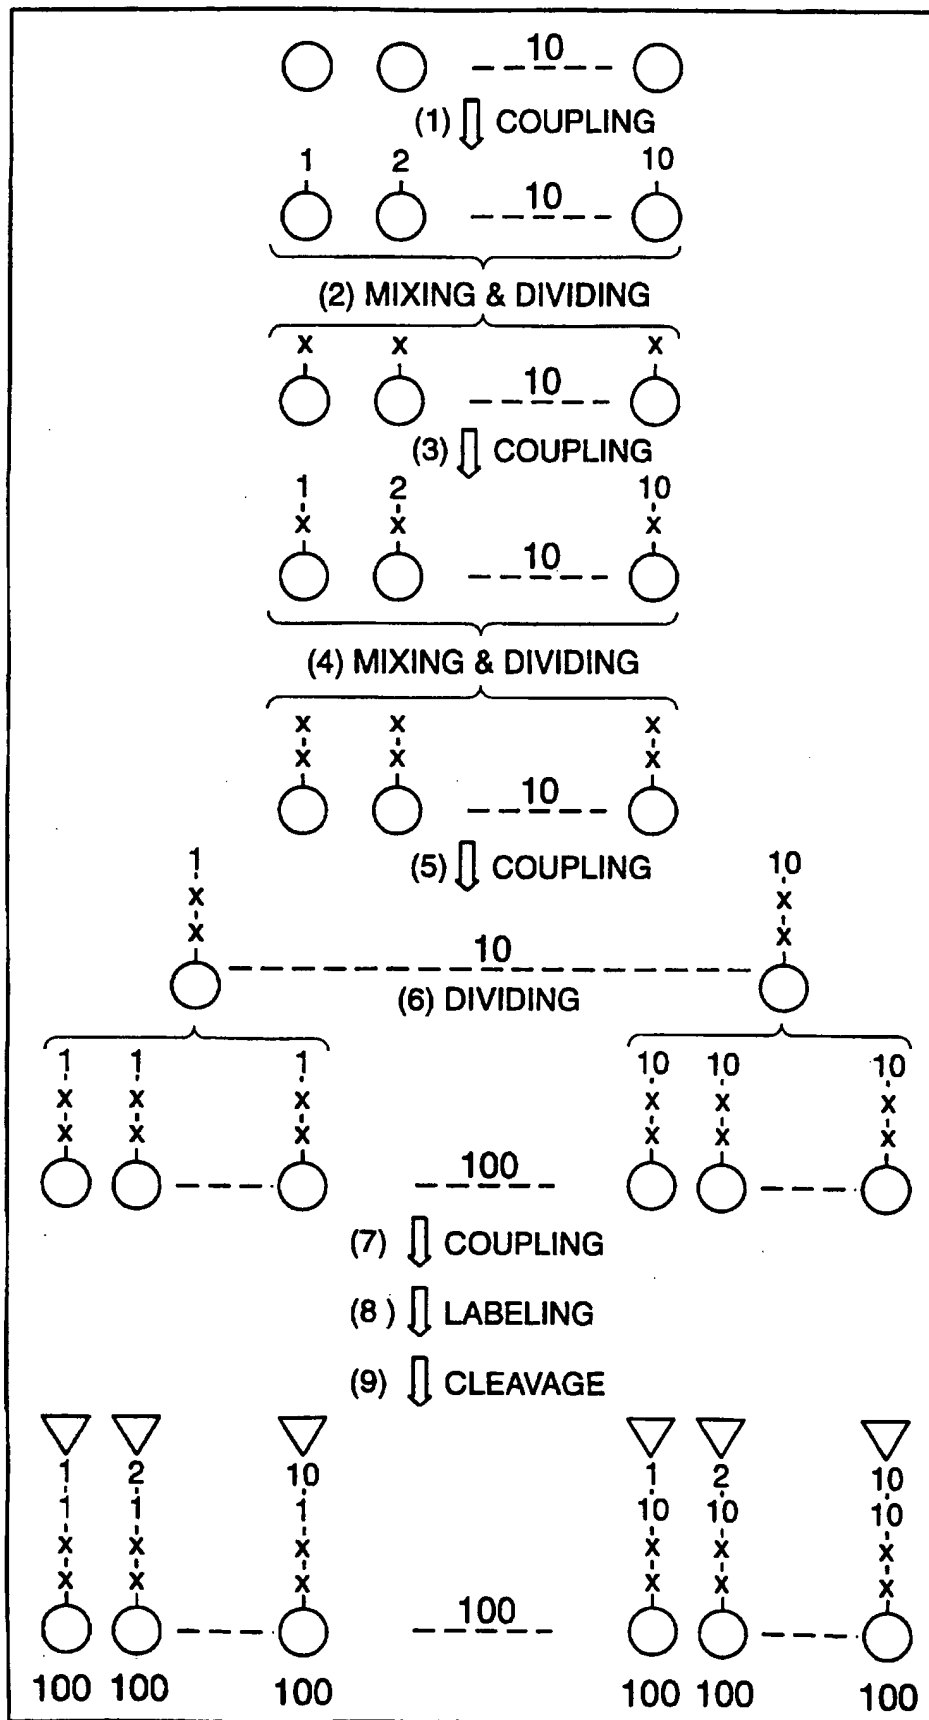 10
(1) COUPLING
1 2 10
10
(2) MIXING & DIVIDING
x x x
10
(3) COUPLING
1 2 10
x x x
10
(4) MIXING & DIVIDING
x x x
x x x
10
(5) COUPLING
1 10
x x
x x
10
(6) DIVIDING
1 1 1 10 10 10
x x x x x x
x x x x x x
100
(7) COUPLING
(8) LABELING
(9) CLEAVAGE
1 2 10 1 2 10
1 1 1 10 10 10
x x x x x x
x x x x x x
100
100 100 100 100 100 100